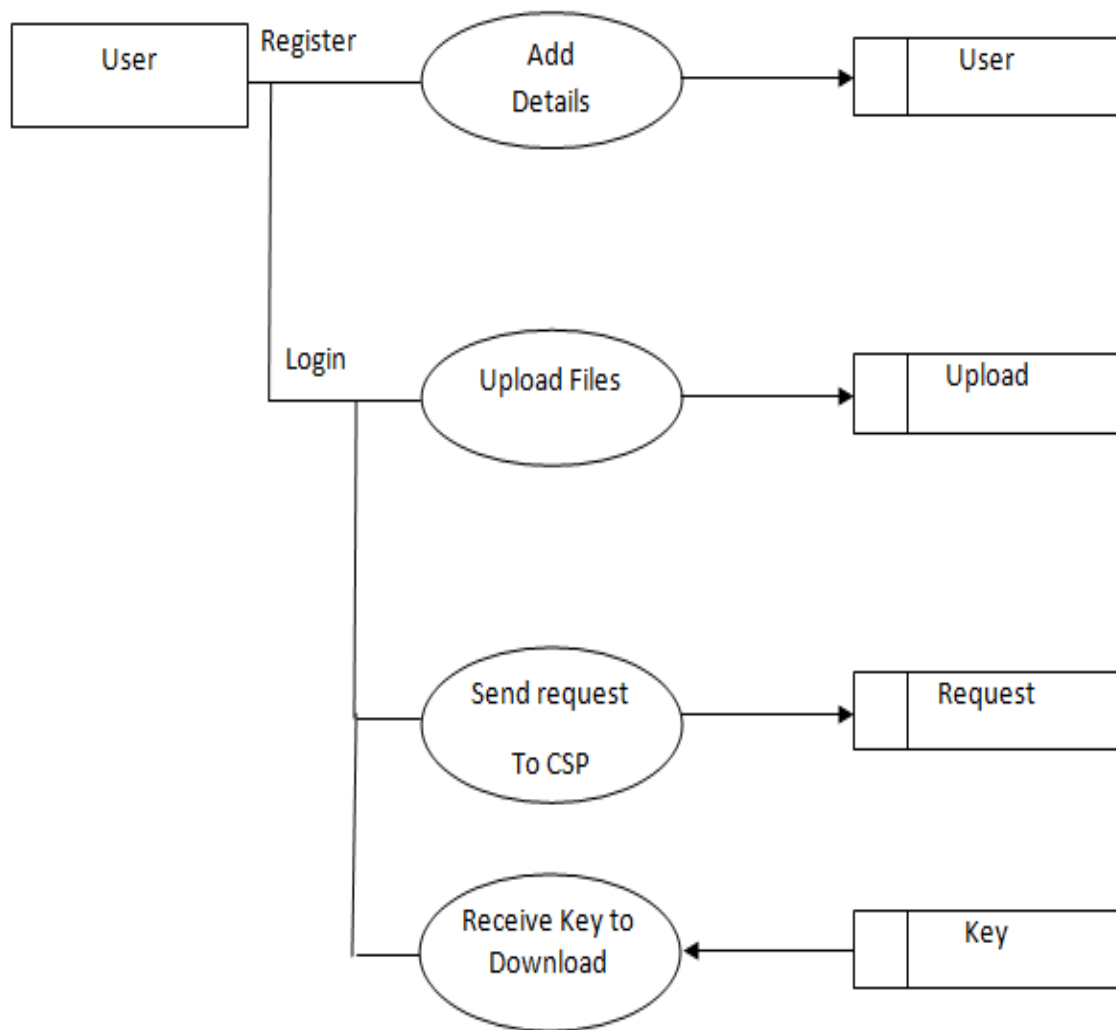 User
Register
Add
Details
User
Login
Upload Files
Upload
Send request
To CSP
Request
Receive Key to
Download
Key